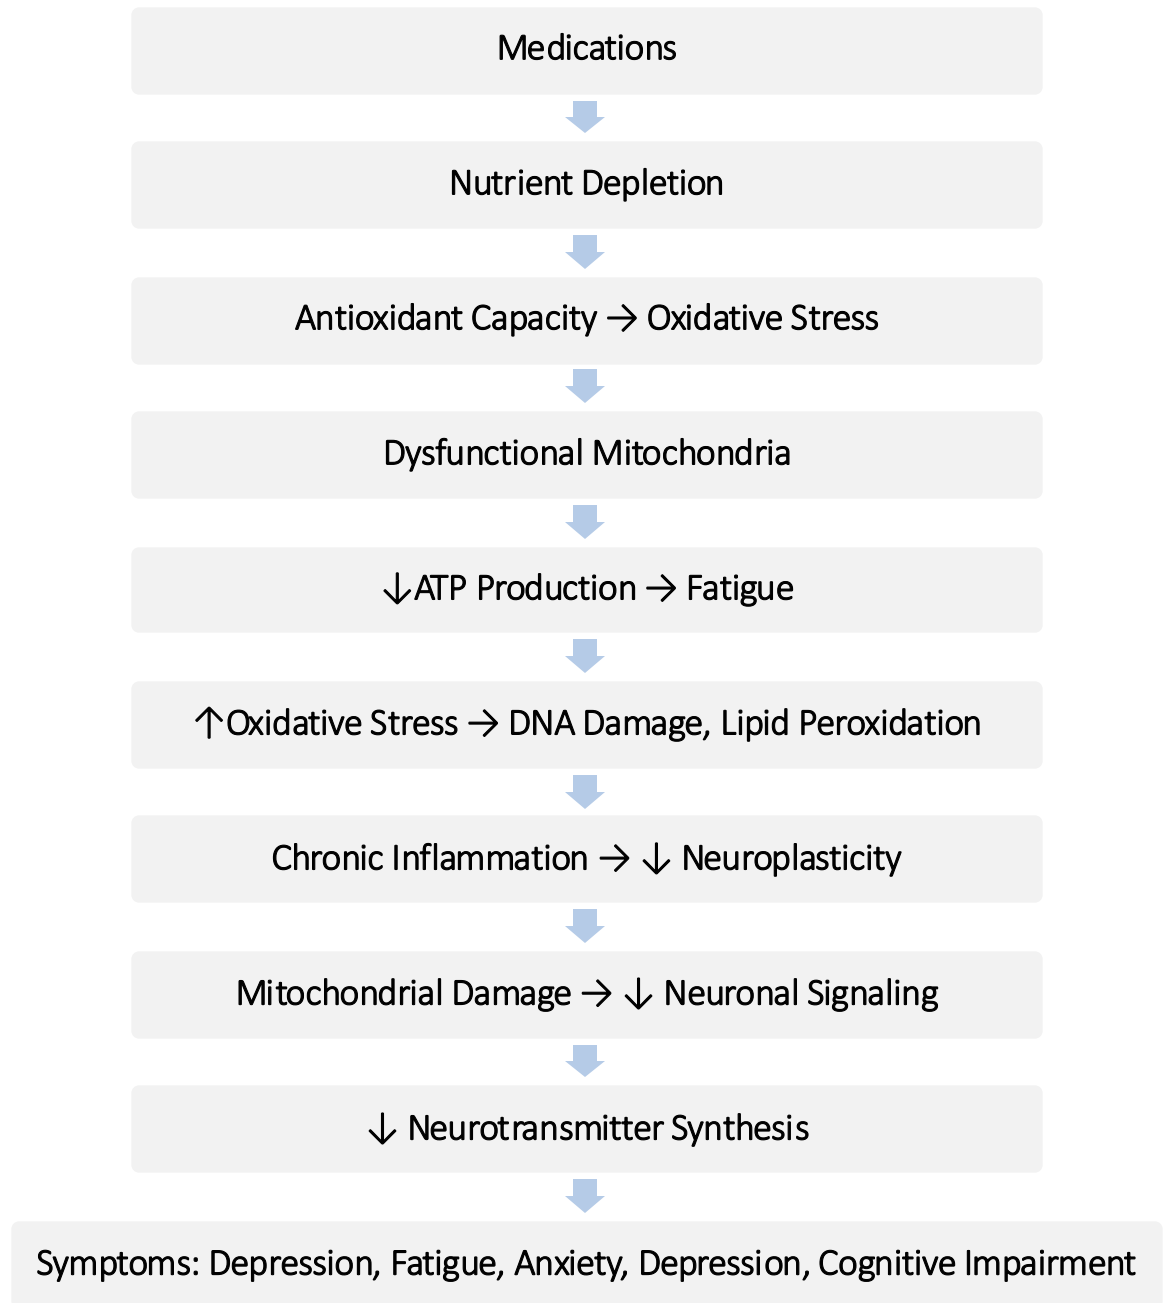 Medications
Nutrient Depletion
Antioxidant Capacity → Oxidative Stress
Dysfunctional Mitochondria
↓ATP Production → Fatigue
↑Oxidative Stress → DNA Damage, Lipid Peroxidation
Chronic Inflammation → ↓ Neuroplasticity
Mitochondrial Damage → ↓ Neuronal Signaling
↓ Neurotransmitter Synthesis
Symptoms: Depression, Fatigue, Anxiety, Depression, Cognitive Impairment